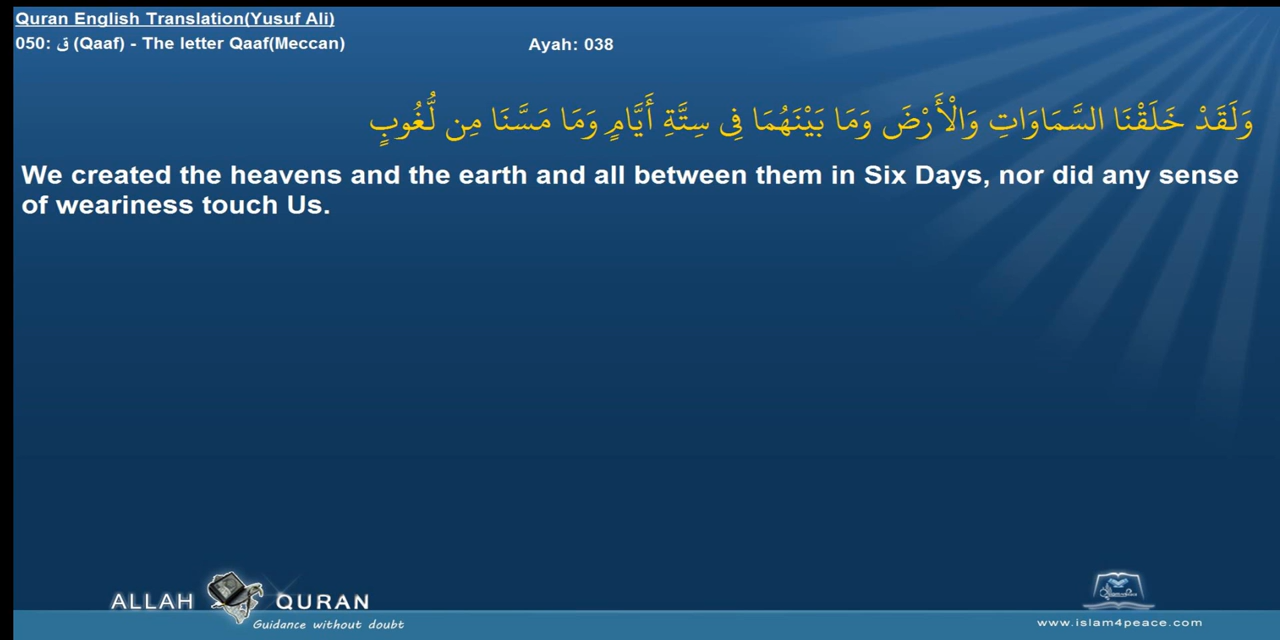 Quran English Translation(Yusuf Ali)
050: ق (Qaaf) - The letter Qaaf(Meccan) Ayah: 038
وَلَقَدْ خَلَقْنَا السَّمَاوَاتِ وَالْأَرْضَ وَمَا بَيْنَهُمَا فِي سِتَّةِ أَيَّامٍ وَمَا مَسَّنَا مِن لُّغُوبٍ
We created the heavens and the earth and all between them in Six Days, nor did any sense
of weariness touch Us.
ALLAH QURAN
Guidance without doubt
www.islam4peace.com